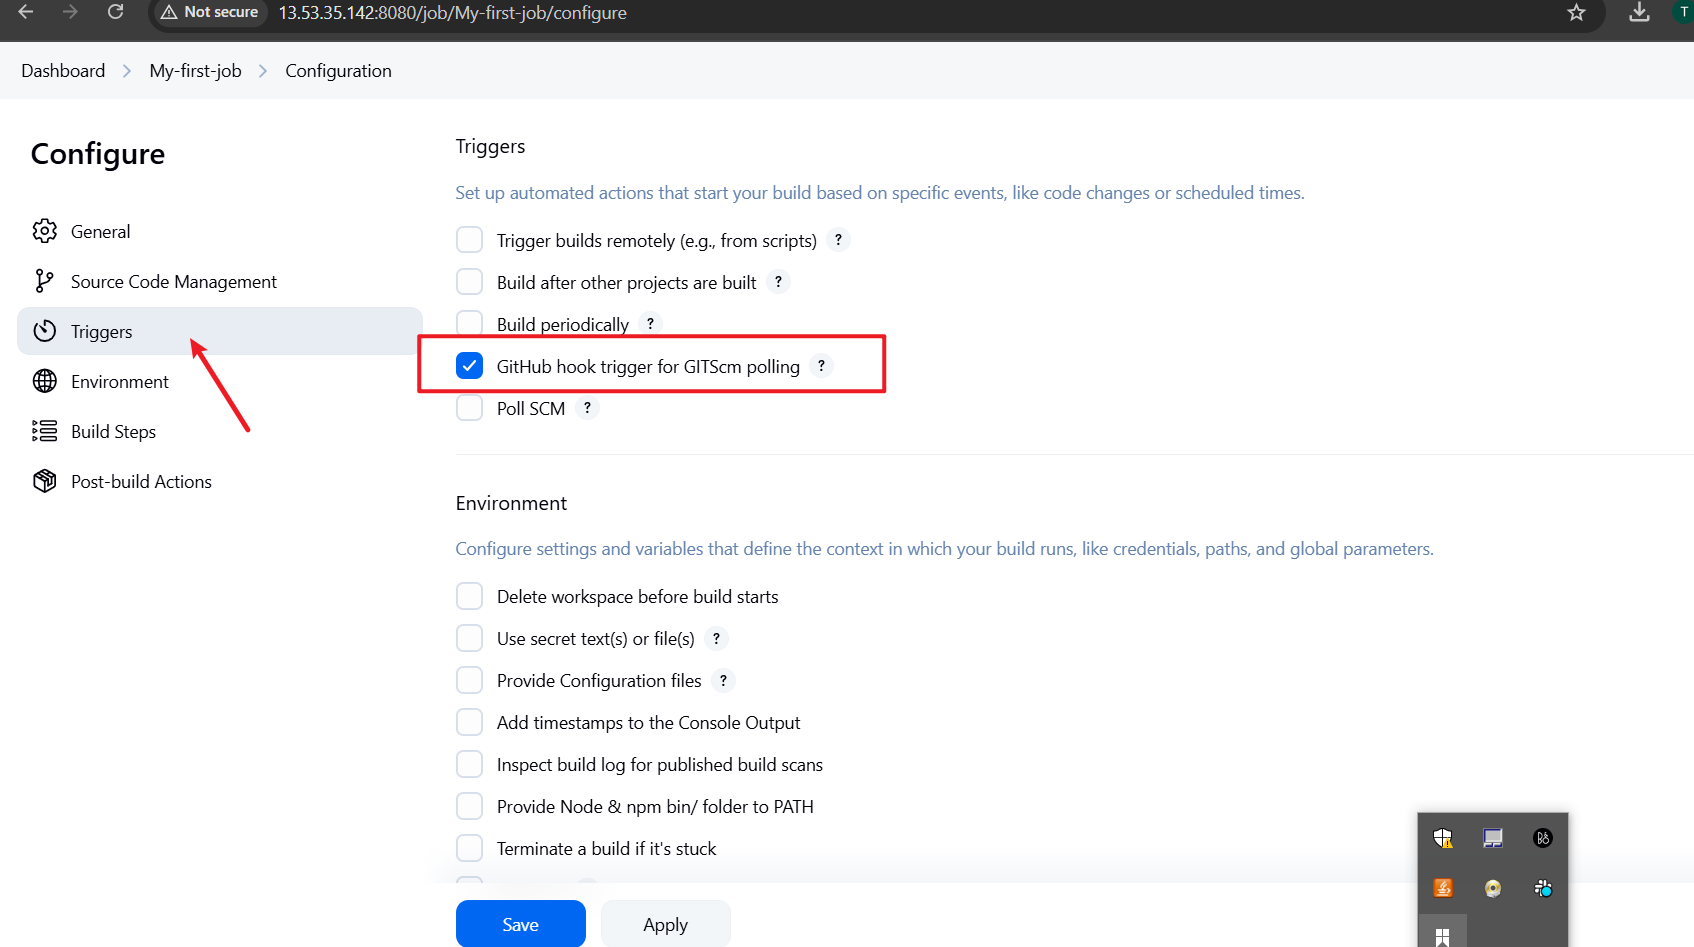 Not secure 13.53.35.142:8080/job/My-first-job/configure
T
Dashboard > My-first-job > Configuration
Configure
General
Source Code Management
Triggers
Environment
Build Steps
Post-build Actions
Triggers
Set up automated actions that start your build based on specific events, like code changes or scheduled times.
Trigger builds remotely (e.g., from scripts) ?
Build after other projects are built ?
Build periodically ?
GitHub hook trigger for GITScm polling ?
Poll SCM ?
Environment
Configure settings and variables that define the context in which your build runs, like credentials, paths, and global parameters.
Delete workspace before build starts
Use secret text(s) or file(s) ?
Provide Configuration files ?
Add timestamps to the Console Output
Inspect build log for published build scans
Provide Node & npm bin/ folder to PATH
Terminate a build if it's stuck
Save
Apply